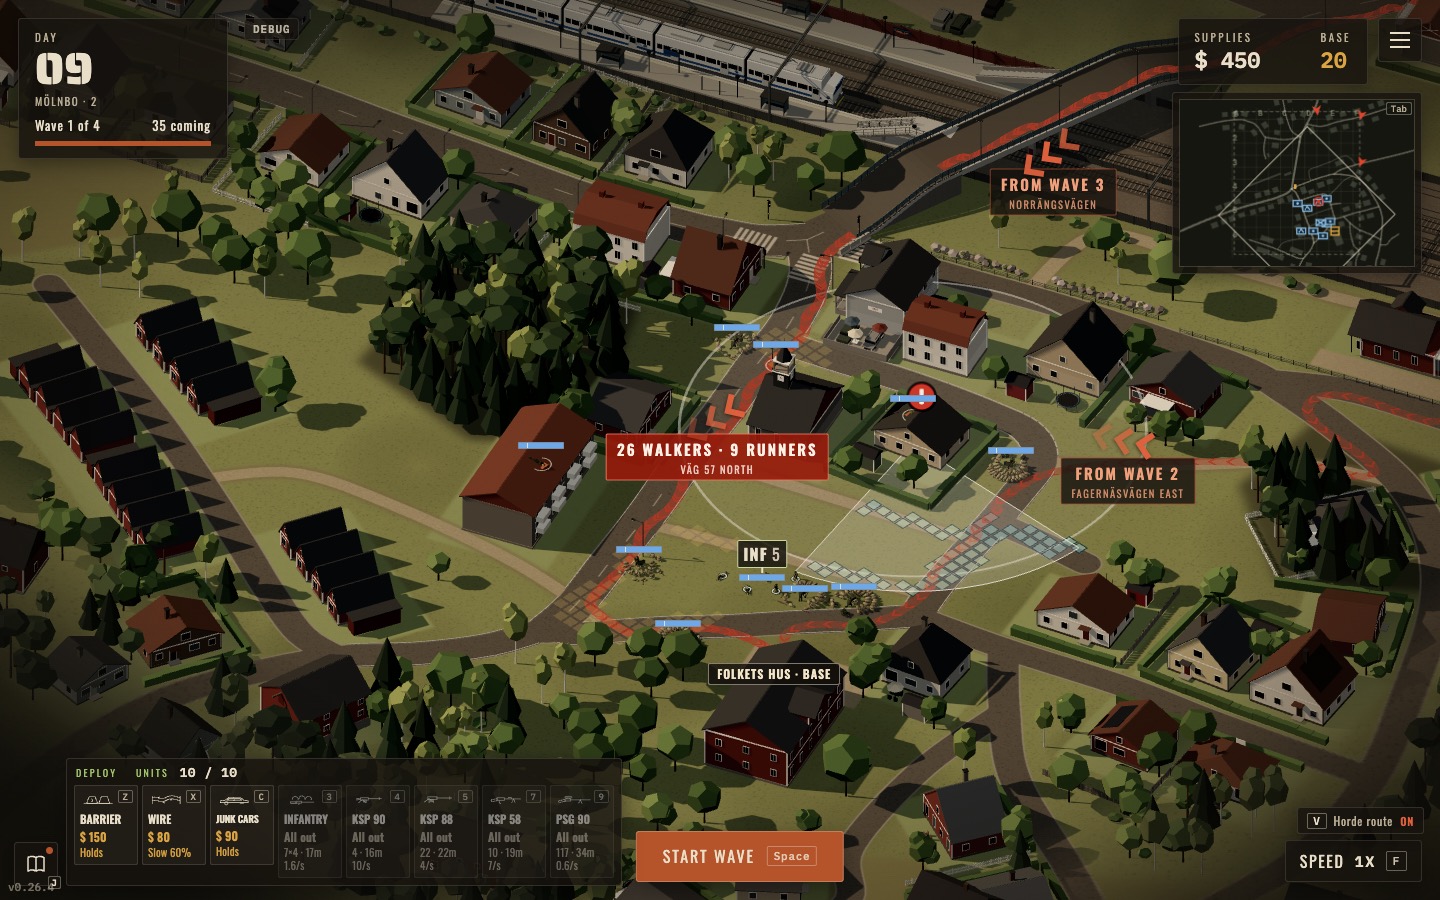 DAY
09
MÖLNBO · 2
Wave 1 of 4
35 coming
DEBUG
SUPPLIES
$ 450
BASE
20
Tab
FROM WAVE 3
NORRÄNGSVÄGEN
26 WALKERS · 9 RUNNERS
VÄG 57 NORTH
FROM WAVE 2
FAGERNÄSVÄGEN EAST
INF 5
FOLKETS HUS · BASE
DEPLOY UNITS 10 / 10
Z
BARRIER
$ 150
Holds
X
WIRE
$ 80
Slow 60%
C
JUNK CARS
$ 90
Holds
3
INFANTRY
All out
7×4 · 17m
1.6/s
4
KSP 90
All out
4 · 16m
10/s
5
KSP 88
All out
22 · 22m
4/s
7
KSP 58
All out
10 · 19m
7/s
9
PSG 90
All out
117 · 34m
0.6/s
START WAVE Space
V Horde route ON
SPEED 1X F
J
v0.26.4